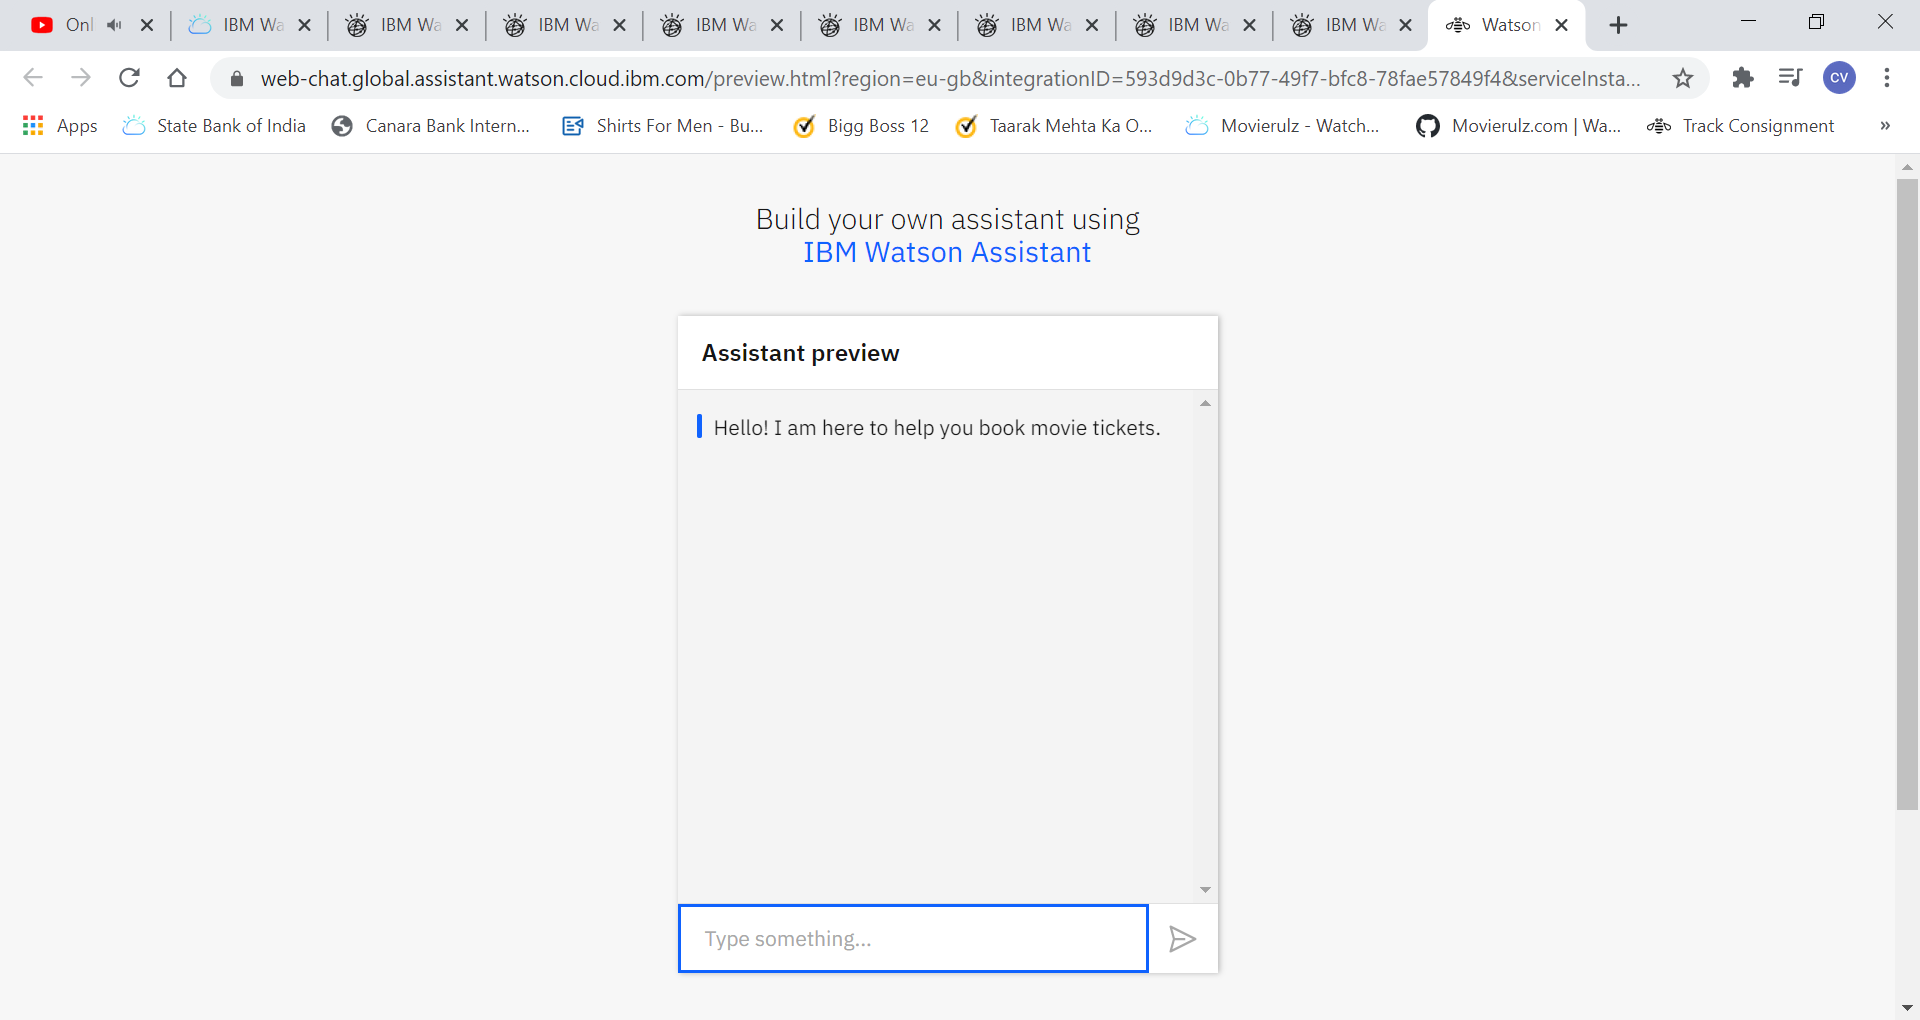 Onl
IBM Wa
IBM Wa
IBM Wa
IBM Wa
IBM Wa
IBM Wa
IBM Wa
IBM Wa
Watson
web-chat.global.assistant.watson.cloud.ibm.com/preview.html?region=eu-gb&integrationID=593d9d3c-0b77-49f7-bfc8-78fae57849f4&serviceInsta...
CV
Apps
State Bank of India
Canara Bank Intern...
Shirts For Men - Bu...
Bigg Boss 12
Taarak Mehta Ka O...
Movierulz - Watch...
Movierulz.com | Wa...
Track Consignment
»
Build your own assistant using
IBM Watson Assistant
Assistant preview
Hello! I am here to help you book movie tickets.
Type something...